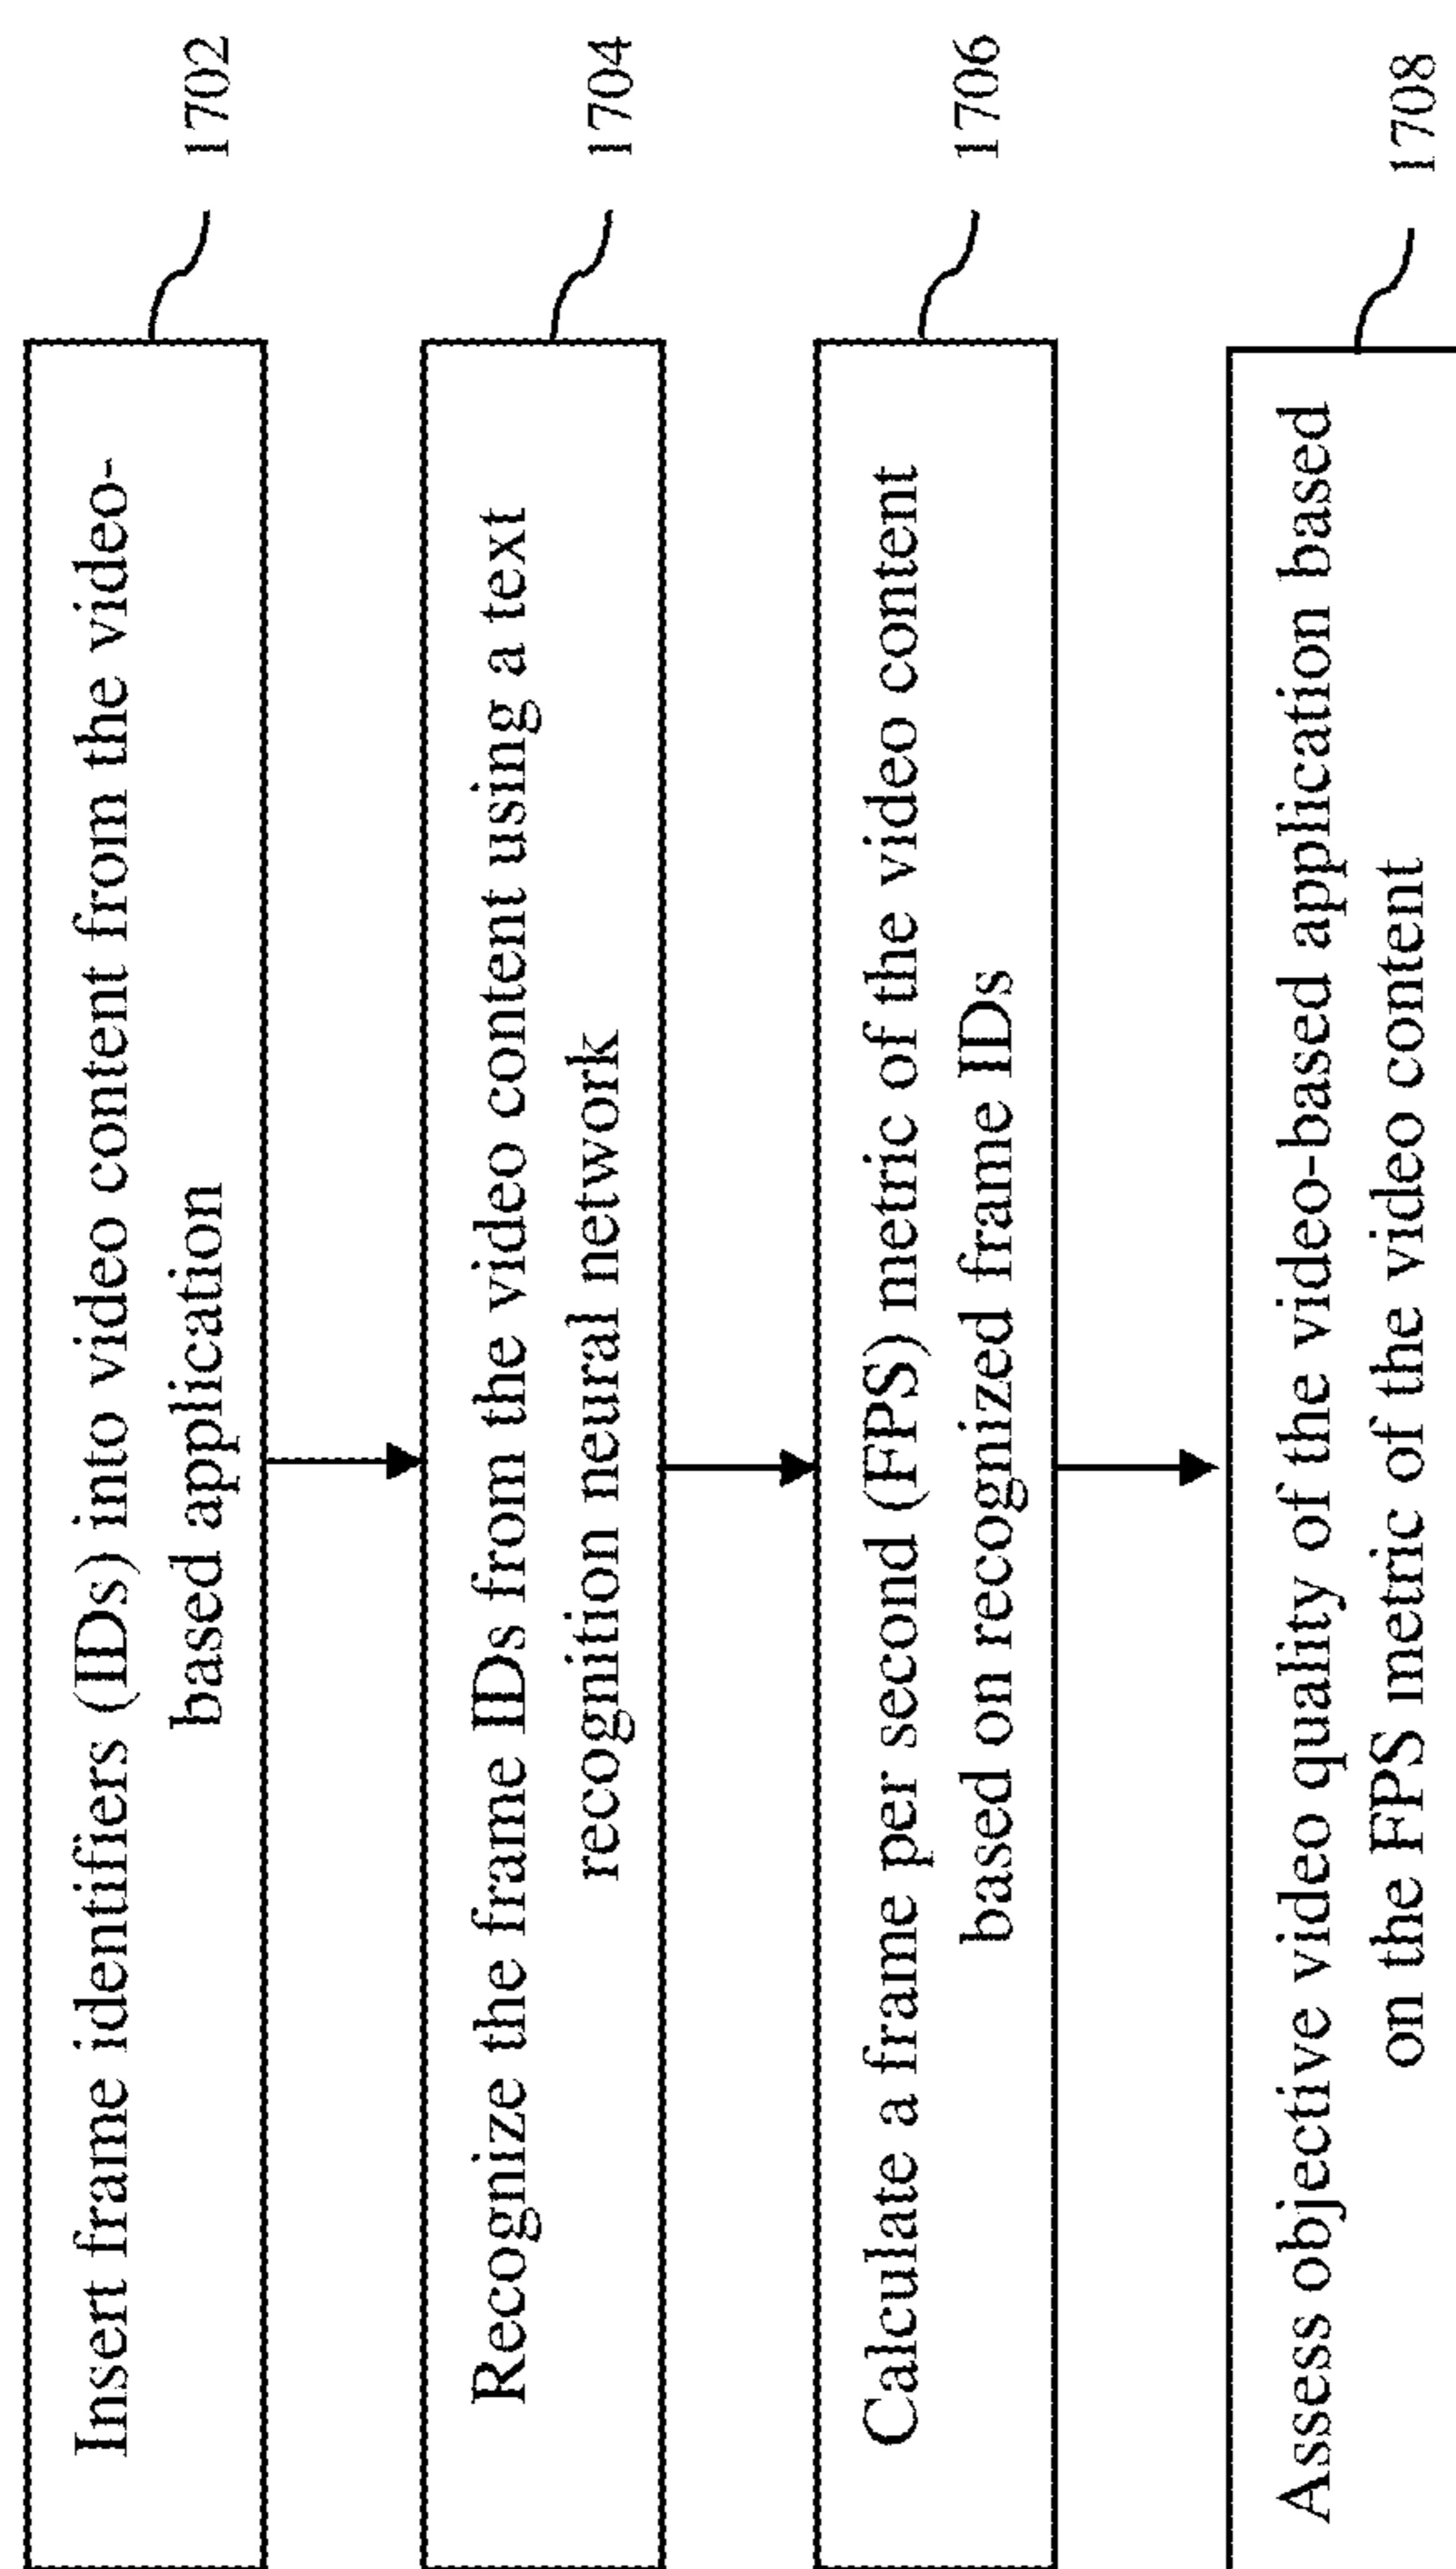 Insert frame identifiers (IDs) into video content from the video-
based application
1702
Recognize the frame IDs from the video content using a text
recognition neural network
1704
Calculate a frame per second (FPS) metric of the video content
based on recognized frame IDs
1706
Assess objective video quality of the video-based application based
on the FPS metric of the video content
1708